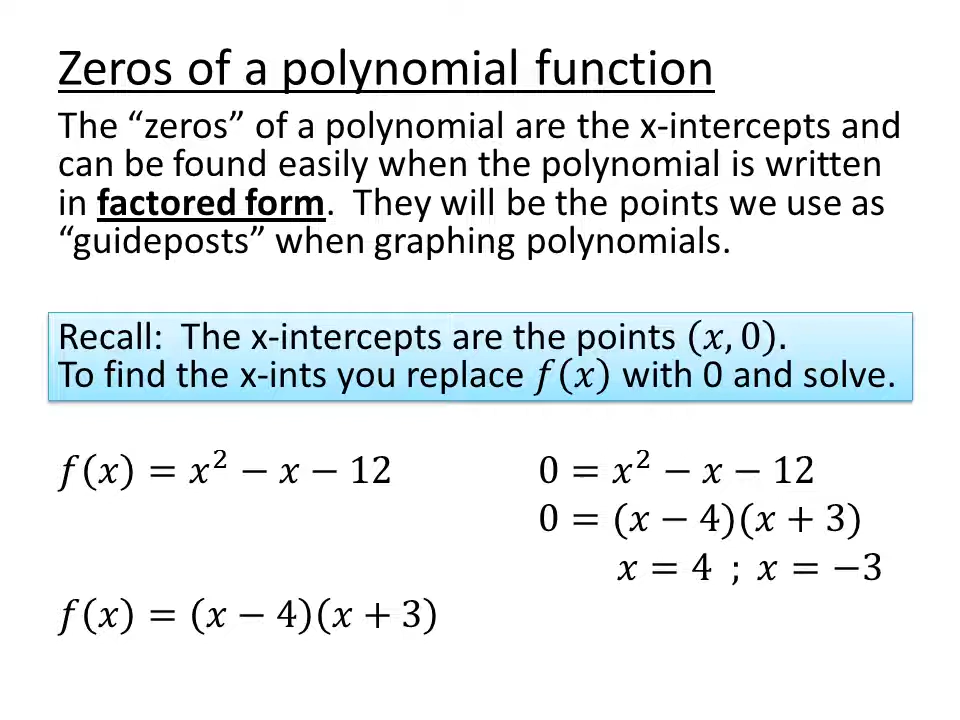 Zeros of a polynomial function
The “zeros” of a polynomial are the x-intercepts and
can be found easily when the polynomial is written
in factored form.  They will be the points we use as
“guideposts” when graphing polynomials.
Recall:  The x-intercepts are the points (x, 0).
To find the x-ints you replace f(x) with 0 and solve.
f(x) = x² − x − 12
0 = x² − x − 12
0 = (x − 4)(x + 3)
x = 4 ; x = −3
f(x) = (x − 4)(x + 3)